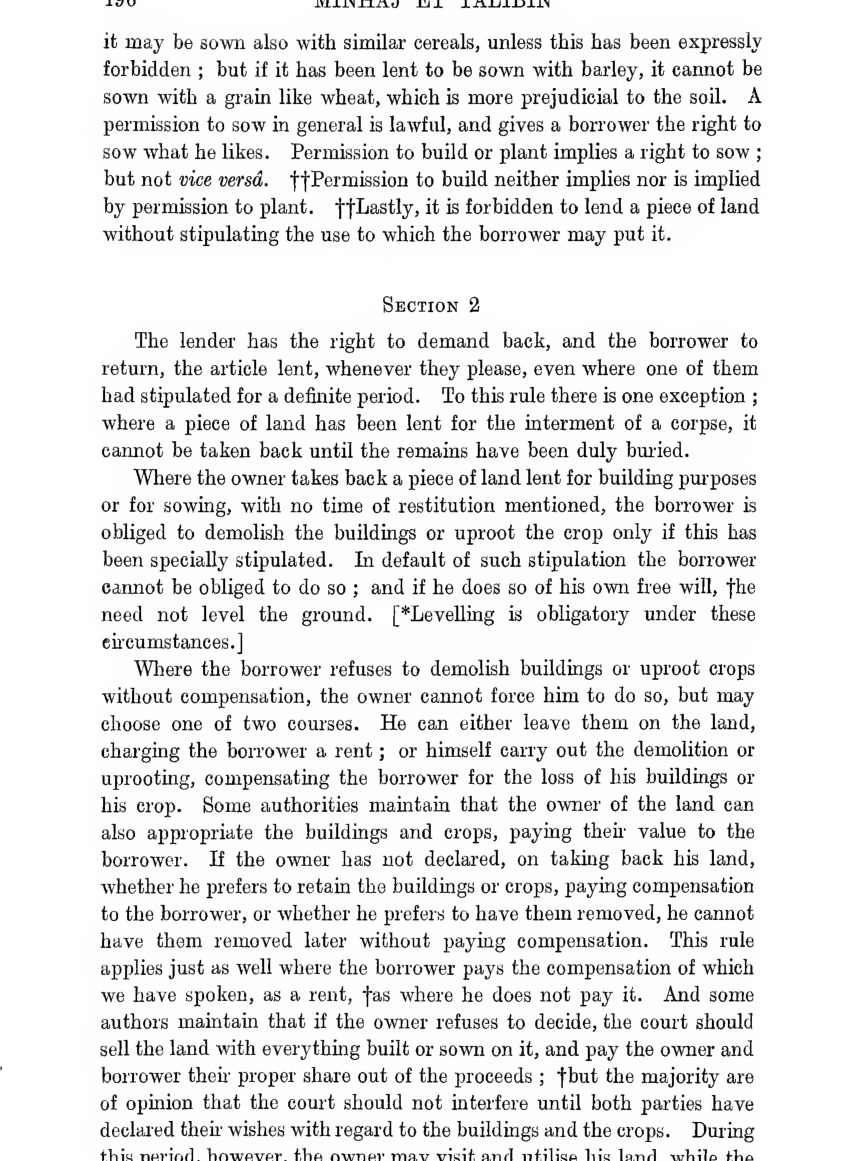 196 MINHAJ ET TALIBIN
it may be sown also with similar cereals, unless this has been expressly
forbidden ; but if it has been lent to be sown with barley, it cannot be
sown with a grain like wheat, which is more prejudicial to the soil. A
permission to sow in general is lawful, and gives a borrower the right to
sow what he likes. Permission to build or plant implies a right to sow ;
but not vice versâ. ††Permission to build neither implies nor is implied
by permission to plant. ††Lastly, it is forbidden to lend a piece of land
without stipulating the use to which the borrower may put it.
SECTION 2
The lender has the right to demand back, and the borrower to
return, the article lent, whenever they please, even where one of them
had stipulated for a definite period. To this rule there is one exception ;
where a piece of land has been lent for the interment of a corpse, it
cannot be taken back until the remains have been duly buried.
Where the owner takes back a piece of land lent for building purposes
or for sowing, with no time of restitution mentioned, the borrower is
obliged to demolish the buildings or uproot the crop only if this has
been specially stipulated. In default of such stipulation the borrower
cannot be obliged to do so ; and if he does so of his own free will, †he
need not level the ground. [*Levelling is obligatory under these
circumstances.]
Where the borrower refuses to demolish buildings or uproot crops
without compensation, the owner cannot force him to do so, but may
choose one of two courses. He can either leave them on the land,
charging the borrower a rent ; or himself carry out the demolition or
uprooting, compensating the borrower for the loss of his buildings or
his crop. Some authorities maintain that the owner of the land can
also appropriate the buildings and crops, paying their value to the
borrower. If the owner has not declared, on taking back his land,
whether he prefers to retain the buildings or crops, paying compensation
to the borrower, or whether he prefers to have them removed, he cannot
have them removed later without paying compensation. This rule
applies just as well where the borrower pays the compensation of which
we have spoken, as a rent, †as where he does not pay it. And some
authors maintain that if the owner refuses to decide, the court should
sell the land with everything built or sown on it, and pay the owner and
borrower their proper share out of the proceeds ; †but the majority are
of opinion that the court should not interfere until both parties have
declared their wishes with regard to the buildings and the crops. During
this period, however, the owner may visit and utilise his land, while the